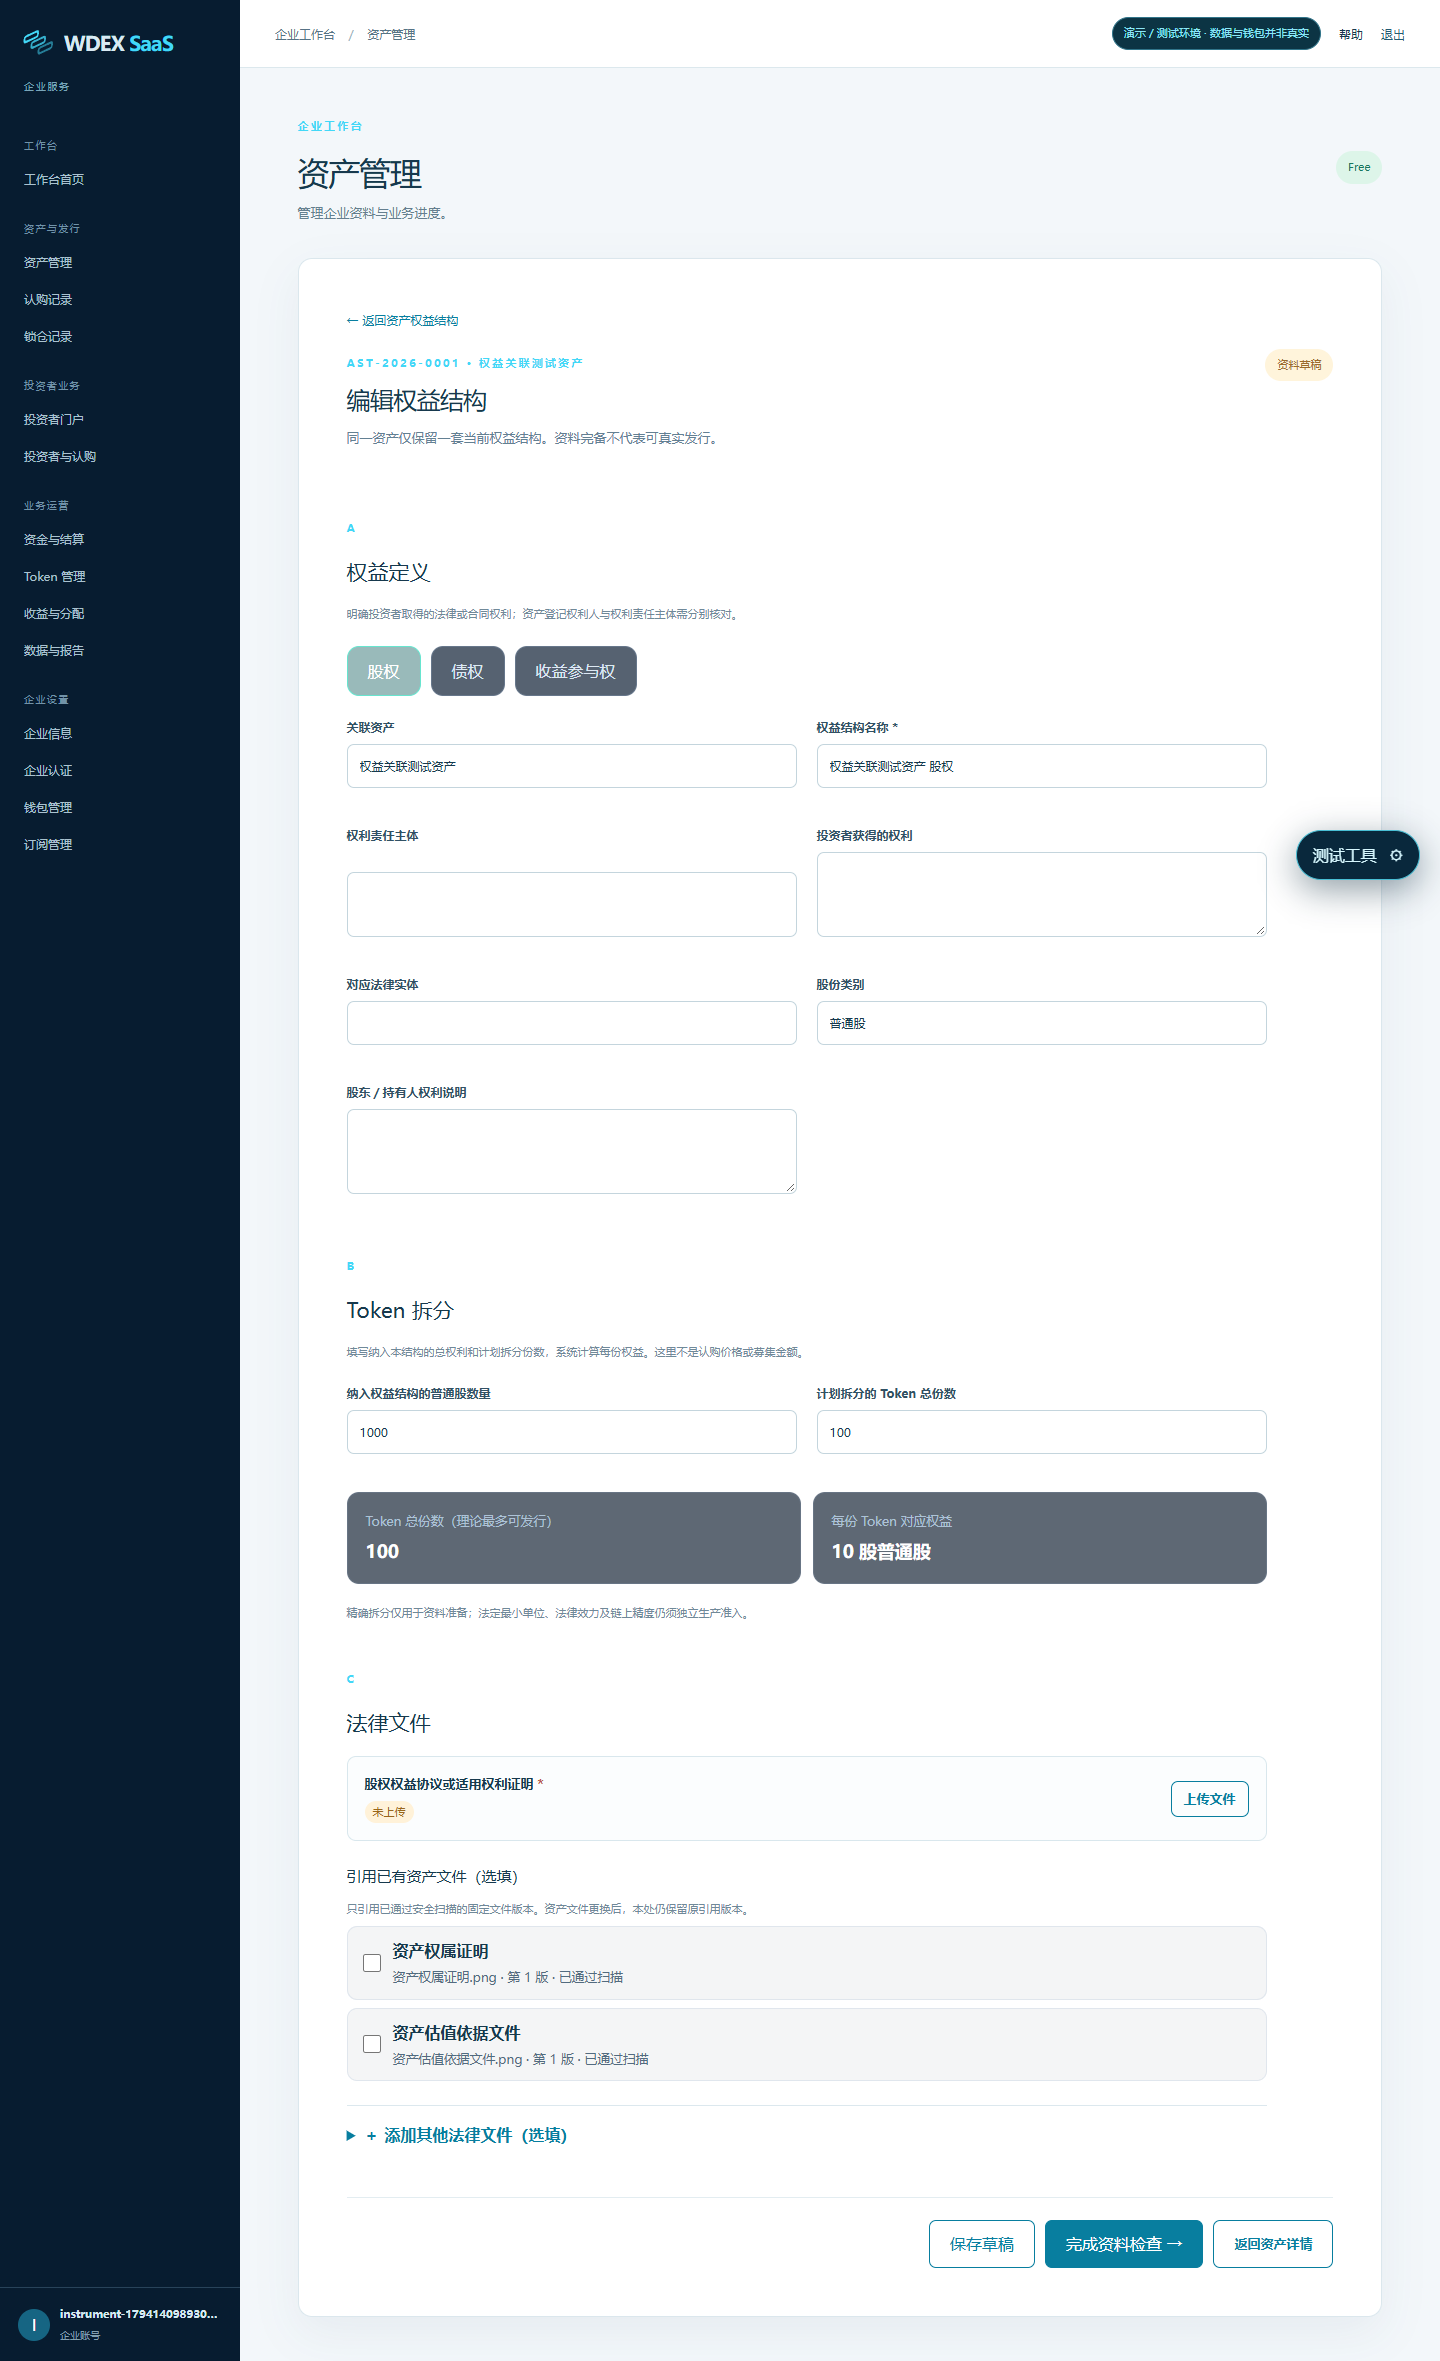 WDEX SaaS
企业服务
工作台
工作台首页
资产与发行
资产管理
认购记录
锁仓记录
投资者业务
投资者门户
投资者与认购
业务运营
资金与结算
Token 管理
收益与分配
数据与报告
企业设置
企业信息
企业认证
钱包管理
订阅管理
I
instrument-179414098930...
企业账号
企业工作台 / 资产管理
演示 / 测试环境 · 数据与钱包并非真实
帮助
退出
企业工作台
资产管理
管理企业资料与业务进度。
Free
← 返回资产权益结构
AST-2026-0001 • 权益关联测试资产
资料草稿
编辑权益结构
同一资产仅保留一套当前权益结构。资料完备不代表可真实发行。
A
权益定义
明确投资者取得的法律或合同权利；资产登记权利人与权利责任主体需分别核对。
股权
债权
收益参与权
关联资产
权益关联测试资产
权益结构名称 *
权益关联测试资产 股权
权利责任主体
投资者获得的权利
对应法律实体
股份类别
普通股
股东 / 持有人权利说明
测试工具 ⚙
B
Token 拆分
填写纳入本结构的总权利和计划拆分份数，系统计算每份权益。这里不是认购价格或募集金额。
纳入权益结构的普通股数量
1000
计划拆分的 Token 总份数
100
Token 总份数（理论最多可发行）
100
每份 Token 对应权益
10 股普通股
精确拆分仅用于资料准备；法定最小单位、法律效力及链上精度仍须独立生产准入。
C
法律文件
股权权益协议或适用权利证明 *
未上传
上传文件
引用已有资产文件（选填）
只引用已通过安全扫描的固定文件版本。资产文件更换后，本处仍保留原引用版本。
资产权属证明
资产权属证明.png · 第 1 版 · 已通过扫描
资产估值依据文件
资产估值依据文件.png · 第 1 版 · 已通过扫描
▶ + 添加其他法律文件（选填）
保存草稿
完成资料检查 →
返回资产详情